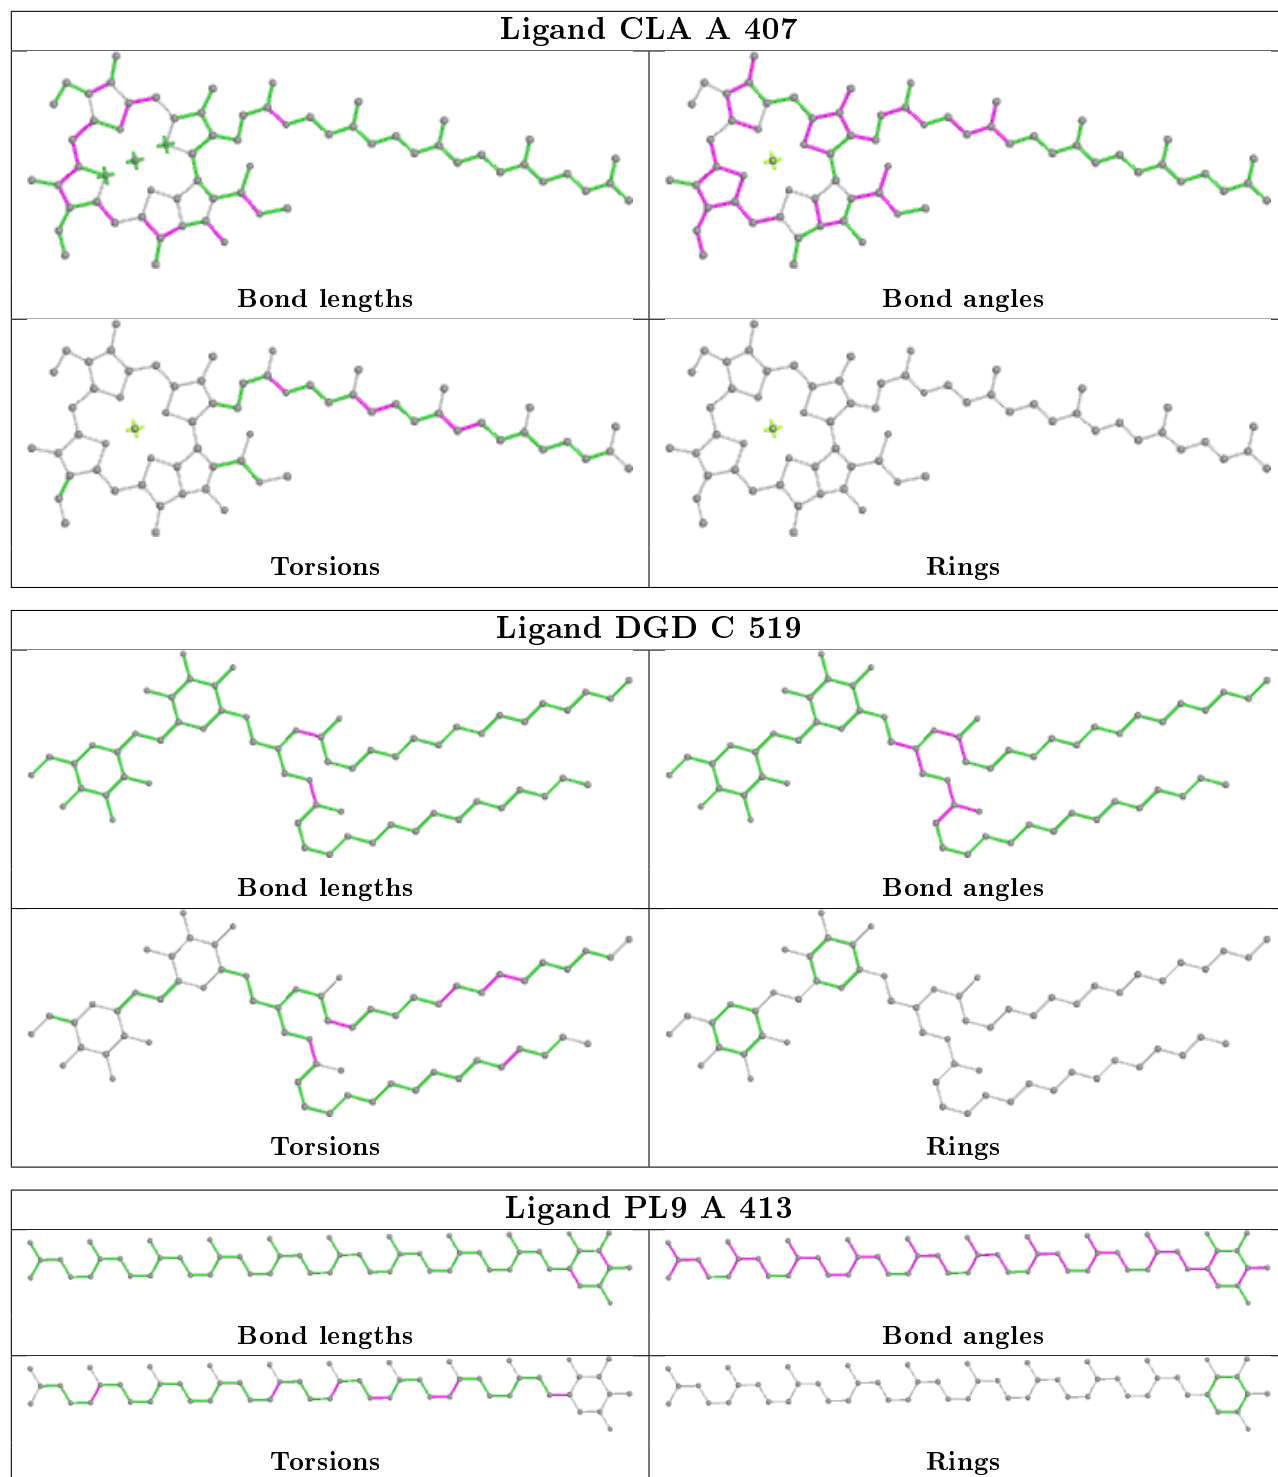 Ligand CLA A 407
Bond lengths
Bond angles
Torsions
Rings
Ligand DGD C 519
Bond lengths
Bond angles
Torsions
Rings
Ligand PL9 A 413
Bond lengths
Bond angles
Torsions
Rings